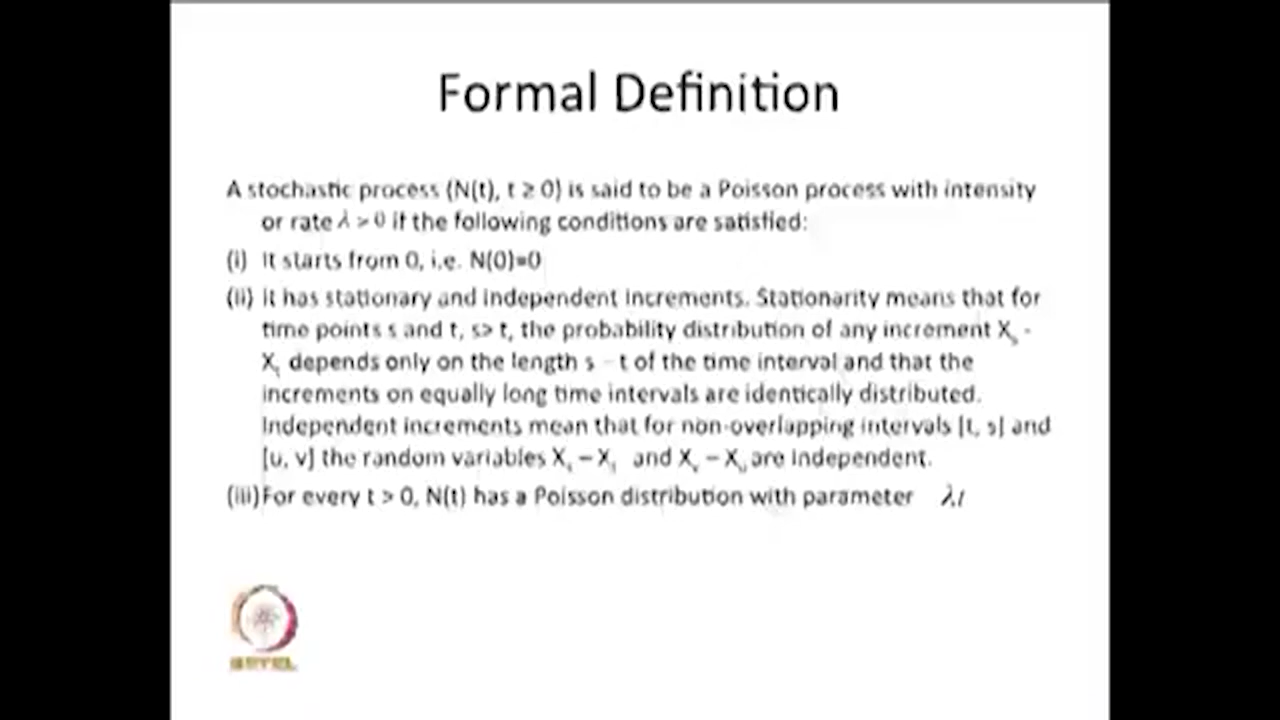 Formal Definition
A stochastic process {N(t), t ≥ 0} is said to be a Poisson process with intensity
or rate λ > 0 if the following conditions are satisfied:
(i) It starts from 0, i.e. N(0)=0
(ii) It has stationary and independent increments. Stationarity means that for
time points s and t, s> t, the probability distribution of any increment Xₛ -
Xₜ depends only on the length s – t of the time interval and that the
increments on equally long time intervals are identically distributed.
Independent increments mean that for non-overlapping intervals [t, s] and
[u, v] the random variables Xₛ – Xₜ and Xᵥ – Xᵤ are independent.
(iii)For every t > 0, N(t) has a Poisson distribution with parameter λt
NPTEL